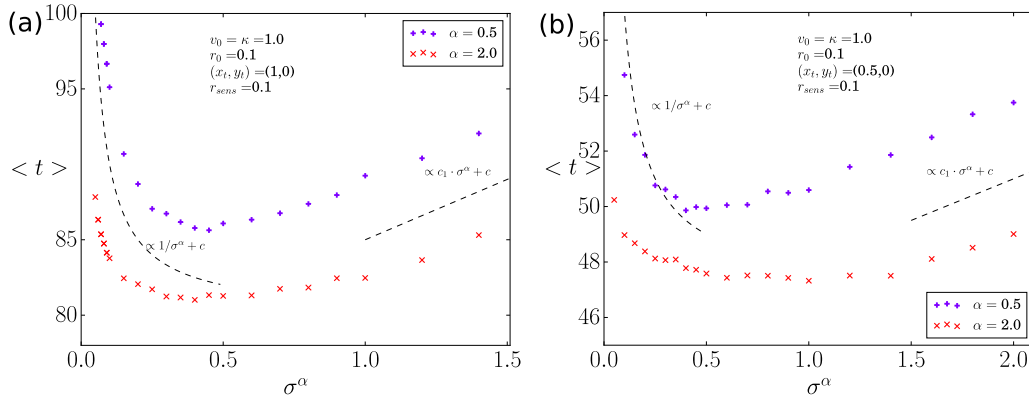 (a)
100
95
85
80
< t >
0.0
0.5
1.0
1.5
σ^α
v₀ = κ =1.0
r₀ =0.1
(x_t, y_t) =(1,0)
r_sens =0.1
α = 0.5
α = 2.0
∝ 1/σ^α + c
∝ c₁ · σ^α + c
(b)
56
54
52
50
48
46
< t >
0.0
0.5
1.0
1.5
2.0
σ^α
v₀ = κ =1.0
r₀ =0.1
(x_t, y_t) =(0.5,0)
r_sens =0.1
∝ 1/σ^α + c
∝ c₁ · σ^α + c
α = 0.5
α = 2.0